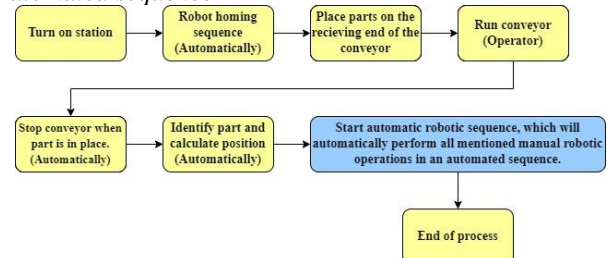 Turn on station
Robot homing
sequence
(Automatically)
Place parts on the
recieving end of the
conveyor
Run conveyor
(Operator)
Stop conveyor when
part is in place.
(Automatically)
Identify part and
calculate position
(Automatically)
Start automatic robotic sequence, which will
automatically perform all mentioned manual robotic
operations in an automated sequence.
End of process